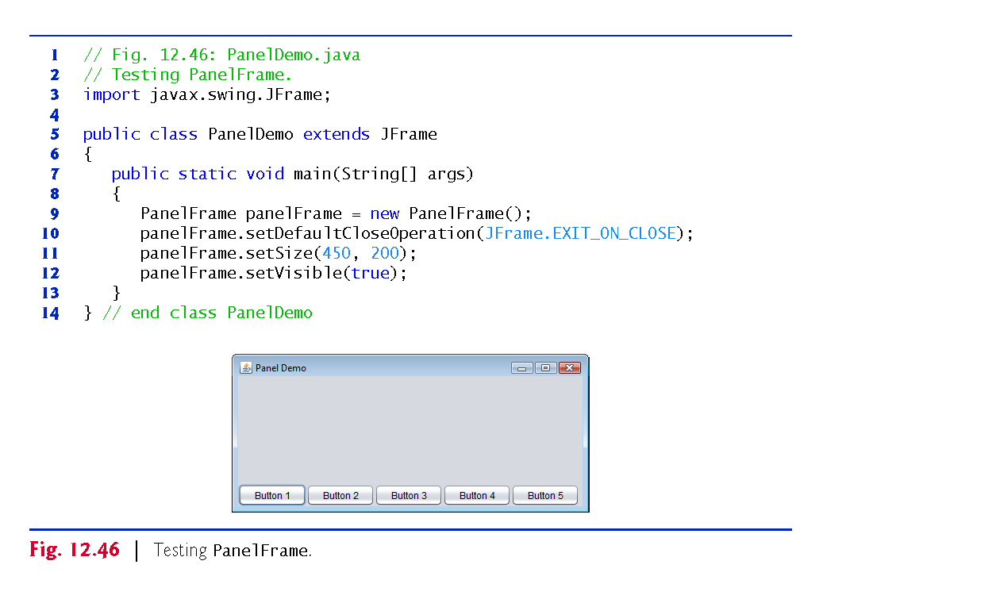 1 // Fig. 12.46: PanelDemo.java
2 // Testing PanelFrame.
3 import javax.swing.JFrame;
4
5 public class PanelDemo extends JFrame
6 {
7    public static void main(String[] args)
8    {
9       PanelFrame panelFrame = new PanelFrame();
10       panelFrame.setDefaultCloseOperation(JFrame.EXIT_ON_CLOSE);
11       panelFrame.setSize(450, 200);
12       panelFrame.setVisible(true);
13    }
14 } // end class PanelDemo
Panel Demo
Button 1 Button 2 Button 3 Button 4 Button 5
Fig. 12.46 | Testing PanelFrame.